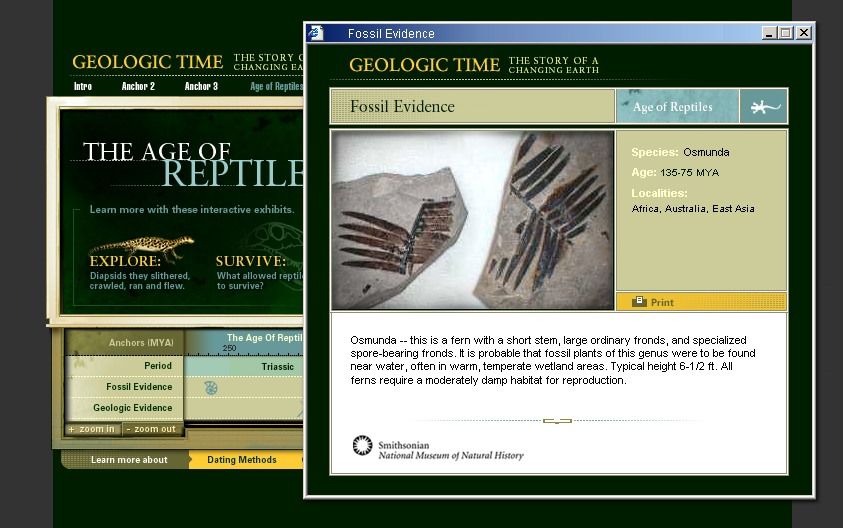 GEOLOGIC TIME
THE STORY O
CHANGING EA
Intro
Anchor 2
Anchor 3
Age of Reptiles
THE AGE OF
REPTILE
Learn more with these interactive exhibits.
EXPLORE:
Diapsids they slithered,
crawled, ran and flew.
SURVIVE:
What allowed reptile
to survive?
Anchors (MYA)
The Age Of Reptil
250
Period
Triassic
Fossil Evidence
Geologic Evidence
+ zoom in
- zoom out
Learn more about
Dating Methods
Fossil Evidence
GEOLOGIC TIME
THE STORY OF A
CHANGING EARTH
Fossil Evidence
Age of Reptiles
Species: Osmunda
Age: 135-75 MYA
Localities:
Africa, Australia, East Asia
Print
Osmunda -- this is a fern with a short stem, large ordinary fronds, and specialized
spore-bearing fronds. It is probable that fossil plants of this genus were to be found
near water, often in warm, temperate wetland areas. Typical height 6-1/2 ft. All
ferns require a moderately damp habitat for reproduction.
Smithsonian
National Museum of Natural History